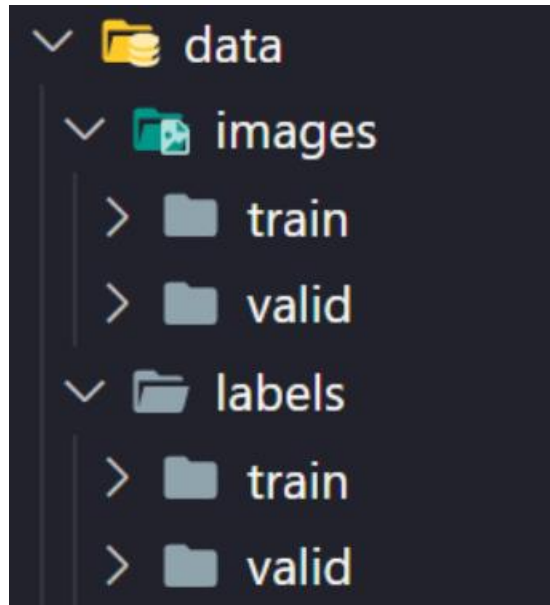 data
images
train
valid
labels
train
valid